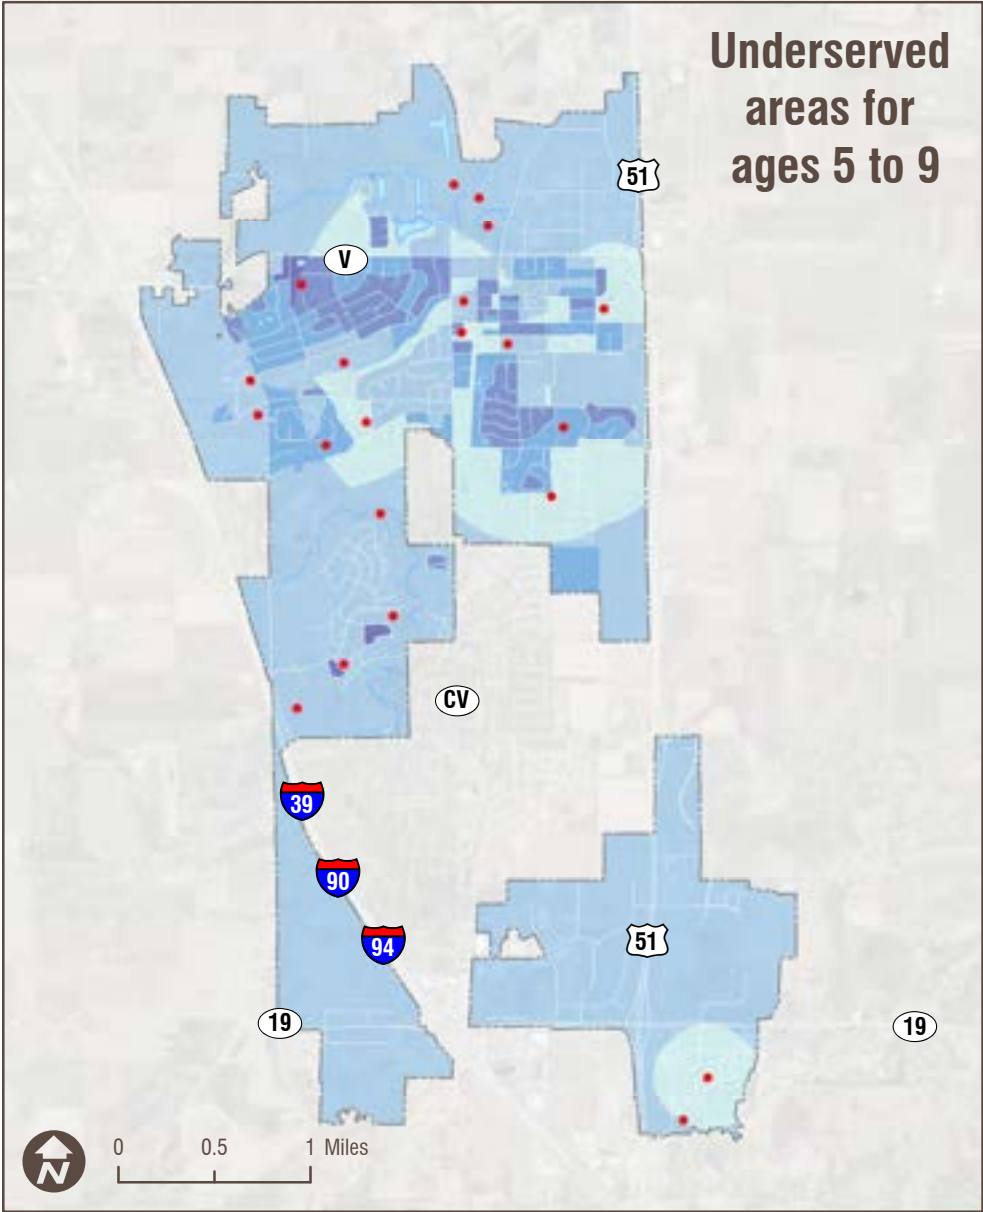 Underserved
areas for
ages 5 to 9
51
V
CV
39
90
94
51
19
19
N
0 0.5 1 Miles